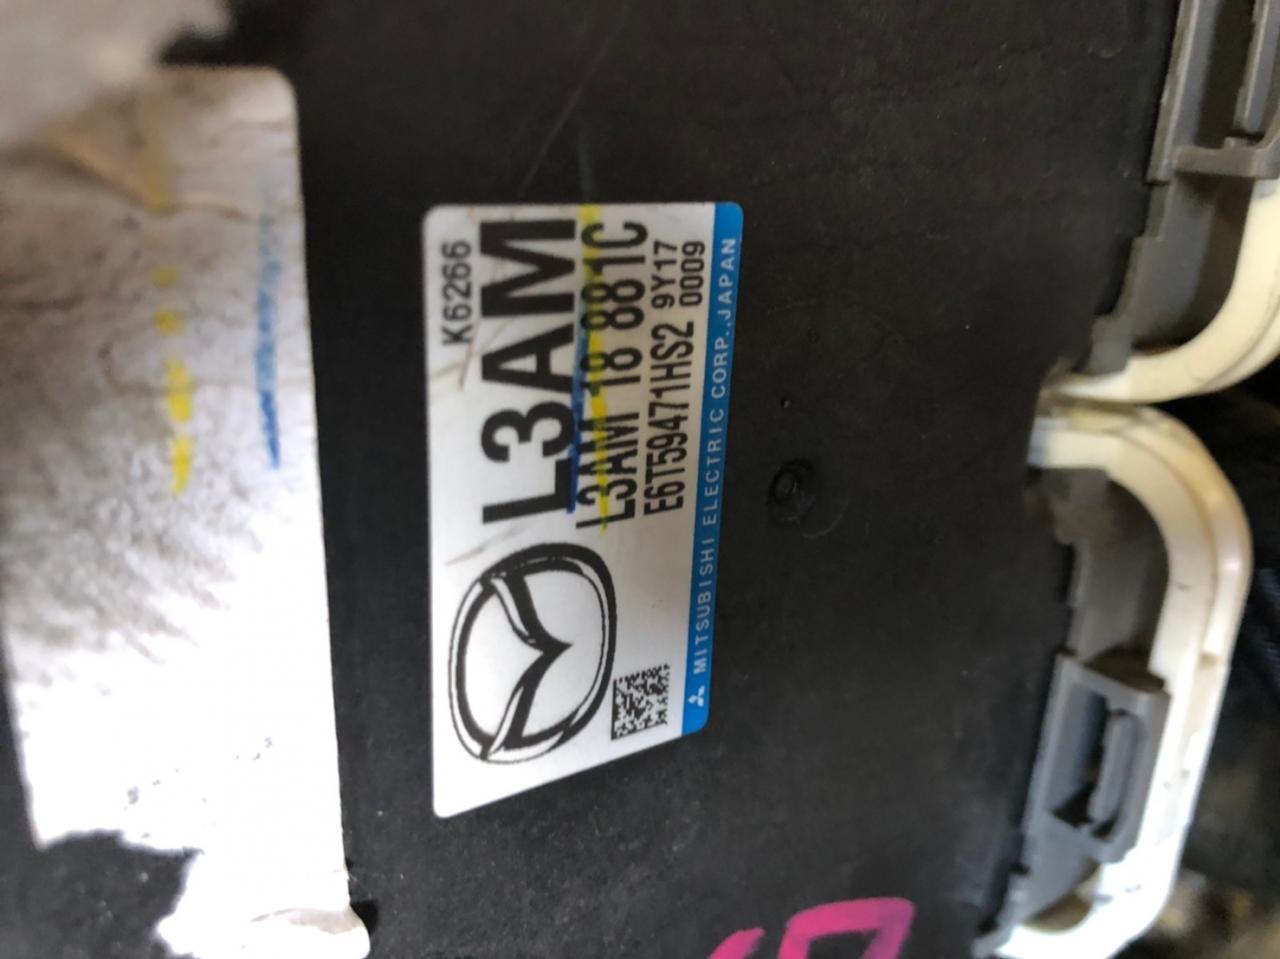 K6266
L3AM
L3AM 18 881C
E6T59471HS2 9Y17
0009
MITSUBISHI ELECTRIC CORP.,JAPAN